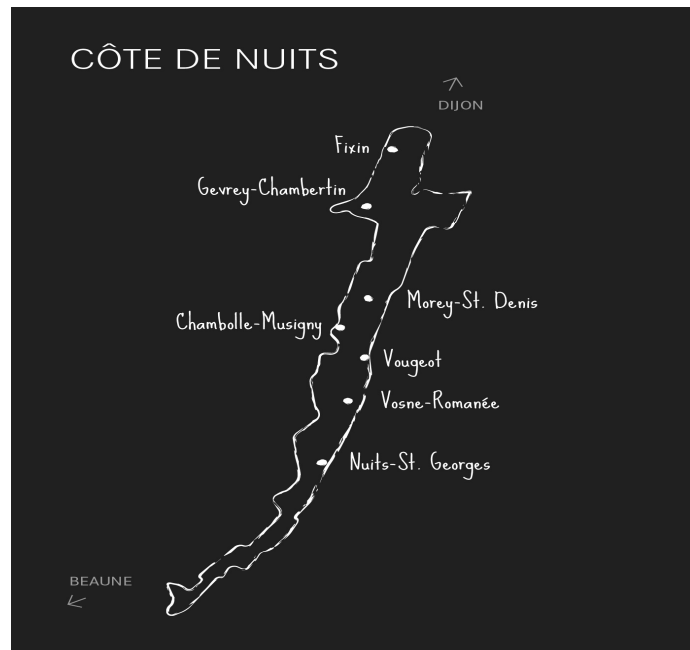 CÔTE DE NUITS
DIJON
Fixin
Gevrey-Chambertin
Morey-St. Denis
Chambolle-Musigny
Vougeot
Vosne-Romanée
Nuits-St. Georges
BEAUNE